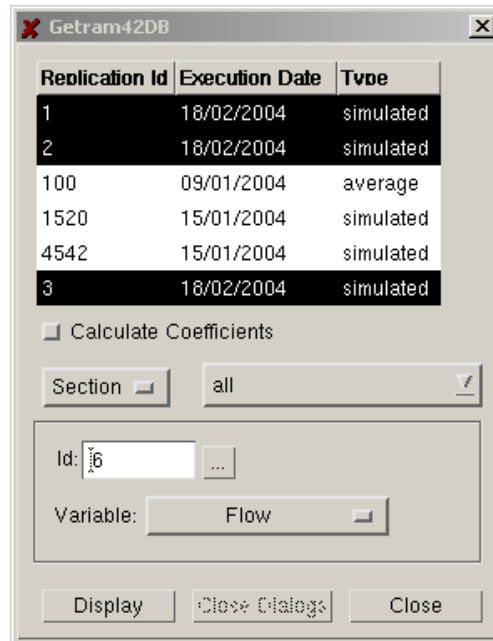 Getram42DB
Replication Id Execution Date Type
1 18/02/2004 simulated
2 18/02/2004 simulated
100 09/01/2004 average
1520 15/01/2004 simulated
4542 15/01/2004 simulated
3 18/02/2004 simulated
Calculate Coefficients
Section all
Id: 6 ...
Variable: Flow
Display Close Dialogs Close